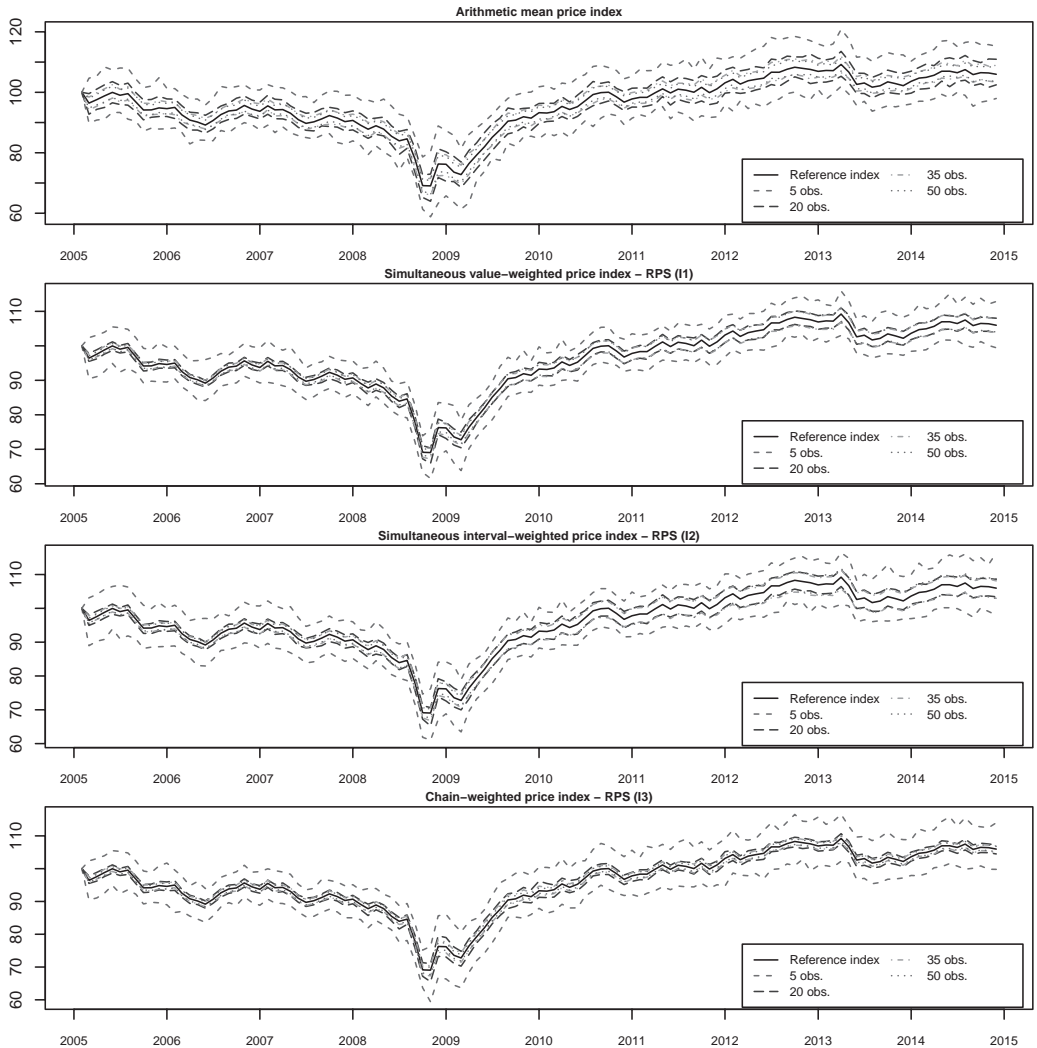 Arithmetic mean price index
120
100
80
60
Reference index
5 obs.
20 obs.
35 obs.
50 obs.
2005 2006 2007 2008 2009 2010 2011 2012 2013 2014 2015
Simultaneous value−weighted price index − RPS (I1)
110
90
80
70
60
Reference index
5 obs.
20 obs.
35 obs.
50 obs.
2005 2006 2007 2008 2009 2010 2011 2012 2013 2014 2015
Simultaneous interval−weighted price index − RPS (I2)
110
90
80
70
60
Reference index
5 obs.
20 obs.
35 obs.
50 obs.
2005 2006 2007 2008 2009 2010 2011 2012 2013 2014 2015
Chain−weighted price index − RPS (I3)
110
90
80
70
60
Reference index
5 obs.
20 obs.
35 obs.
50 obs.
2005 2006 2007 2008 2009 2010 2011 2012 2013 2014 2015